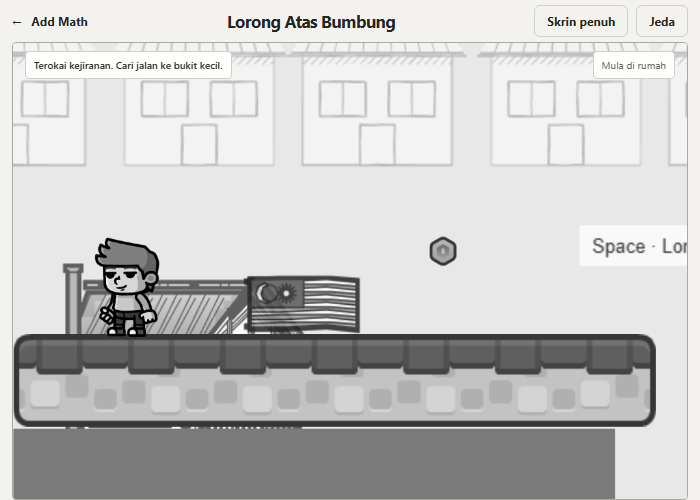 ← Add Math
Lorong Atas Bumbung
Skrin penuh
Jeda
Terokai kejiranan. Cari jalan ke bukit kecil.
Mula di rumah
Space · Lor